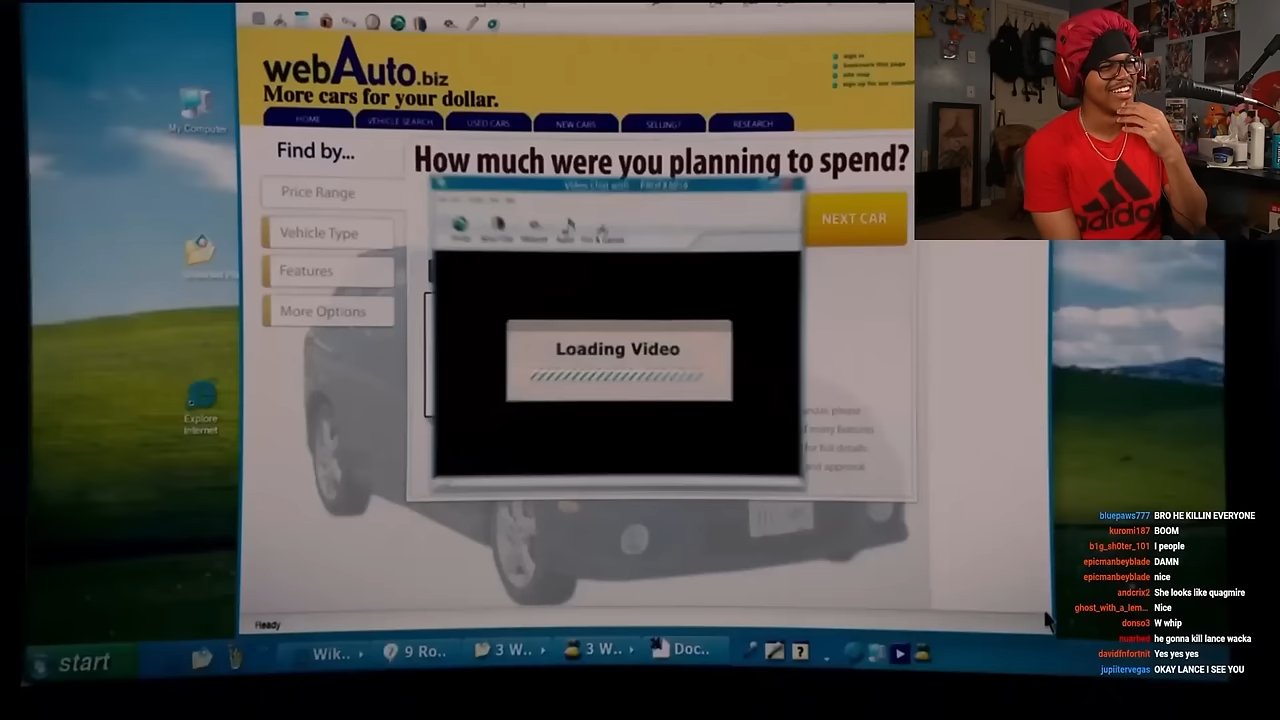 webAuto.biz
More cars for your dollar.
HOME
VEHICLE SEARCH
USED CARS
NEW CARS
SELLING?
RESEARCH
Find by...
Price Range
Vehicle Type
Features
More Options
How much were you planning to spend?
NEXT CAR
Loading Video
My Computer
Explore
Internet
Ready
start
Wik..
9 Ro..
3 W..
3 W..
Doc..
adidas
bluepaws777 BRO HE KILLIN EVERYONE
kuromi187 BOOM
b1g_sh0ter_101 I people
epicmanbeyblade DAMN
epicmanbeyblade nice
andcrix2 She looks like quagmire
ghost_with_a_lem... Nice
donso3 W whip
he gonna kill lance wacka
davidfnfortnit Yes yes yes
jupiitervegas OKAY LANCE I SEE YOU